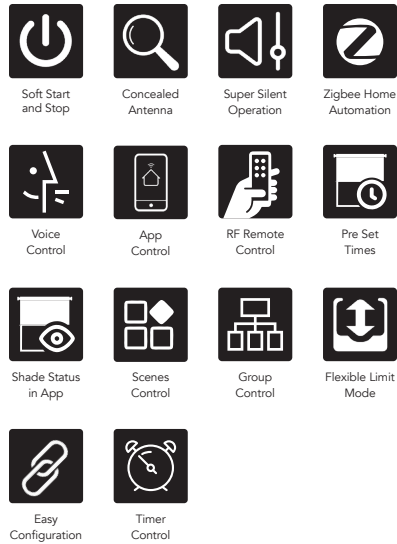 Soft Start
and Stop
Concealed
Antenna
Super Silent
Operation
Zigbee Home
Automation
Voice
Control
App
Control
RF Remote
Control
Pre Set
Times
Shade Status
in App
Scenes
Control
Group
Control
Flexible Limit
Mode
Easy
Configuration
Timer
Control